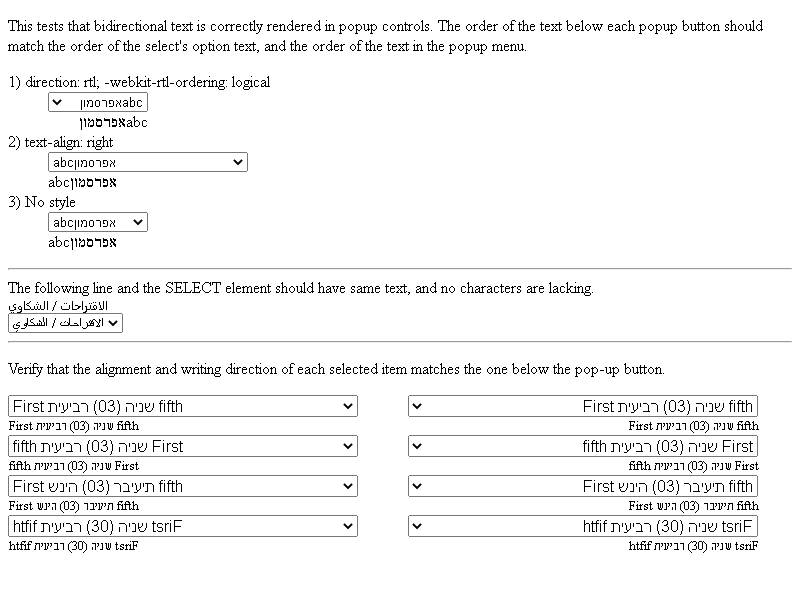 This tests that bidirectional text is correctly rendered in popup controls. The order of the text below each popup button should
match the order of the select's option text, and the order of the text in the popup menu.
1) direction: rtl; -webkit-rtl-ordering: logical
אפרסמוןabc
אפרסמוןabc
2) text-align: right
abcאפרסמון
abcאפרסמון
3) No style
abcאפרסמון
abcאפרסמון
The following line and the SELECT element should have same text, and no characters are lacking.
الاقتراحات / الشكاوي
الاقتراحات / الشكاوي
Verify that the alignment and writing direction of each selected item matches the one below the pop-up button.
First שניה (03) רביעית fifth
First שניה (03) רביעית fifth
First שניה (03) רביעית fifth
First שניה (03) רביעית fifth
fifth שניה (03) רביעית First
fifth שניה (03) רביעית First
fifth שניה (03) רביעית First
fifth שניה (03) רביעית First
First תיעיבר (03) הינש fifth
First תיעיבר (03) הינש fifth
First תיעיבר (03) הינש fifth
First תיעיבר (03) הינש fifth
htfif שניה (30) רביעית tsriF
htfif שניה (30) רביעית tsriF
htfif שניה (30) רביעית tsriF
htfif שניה (30) רביעית tsriF